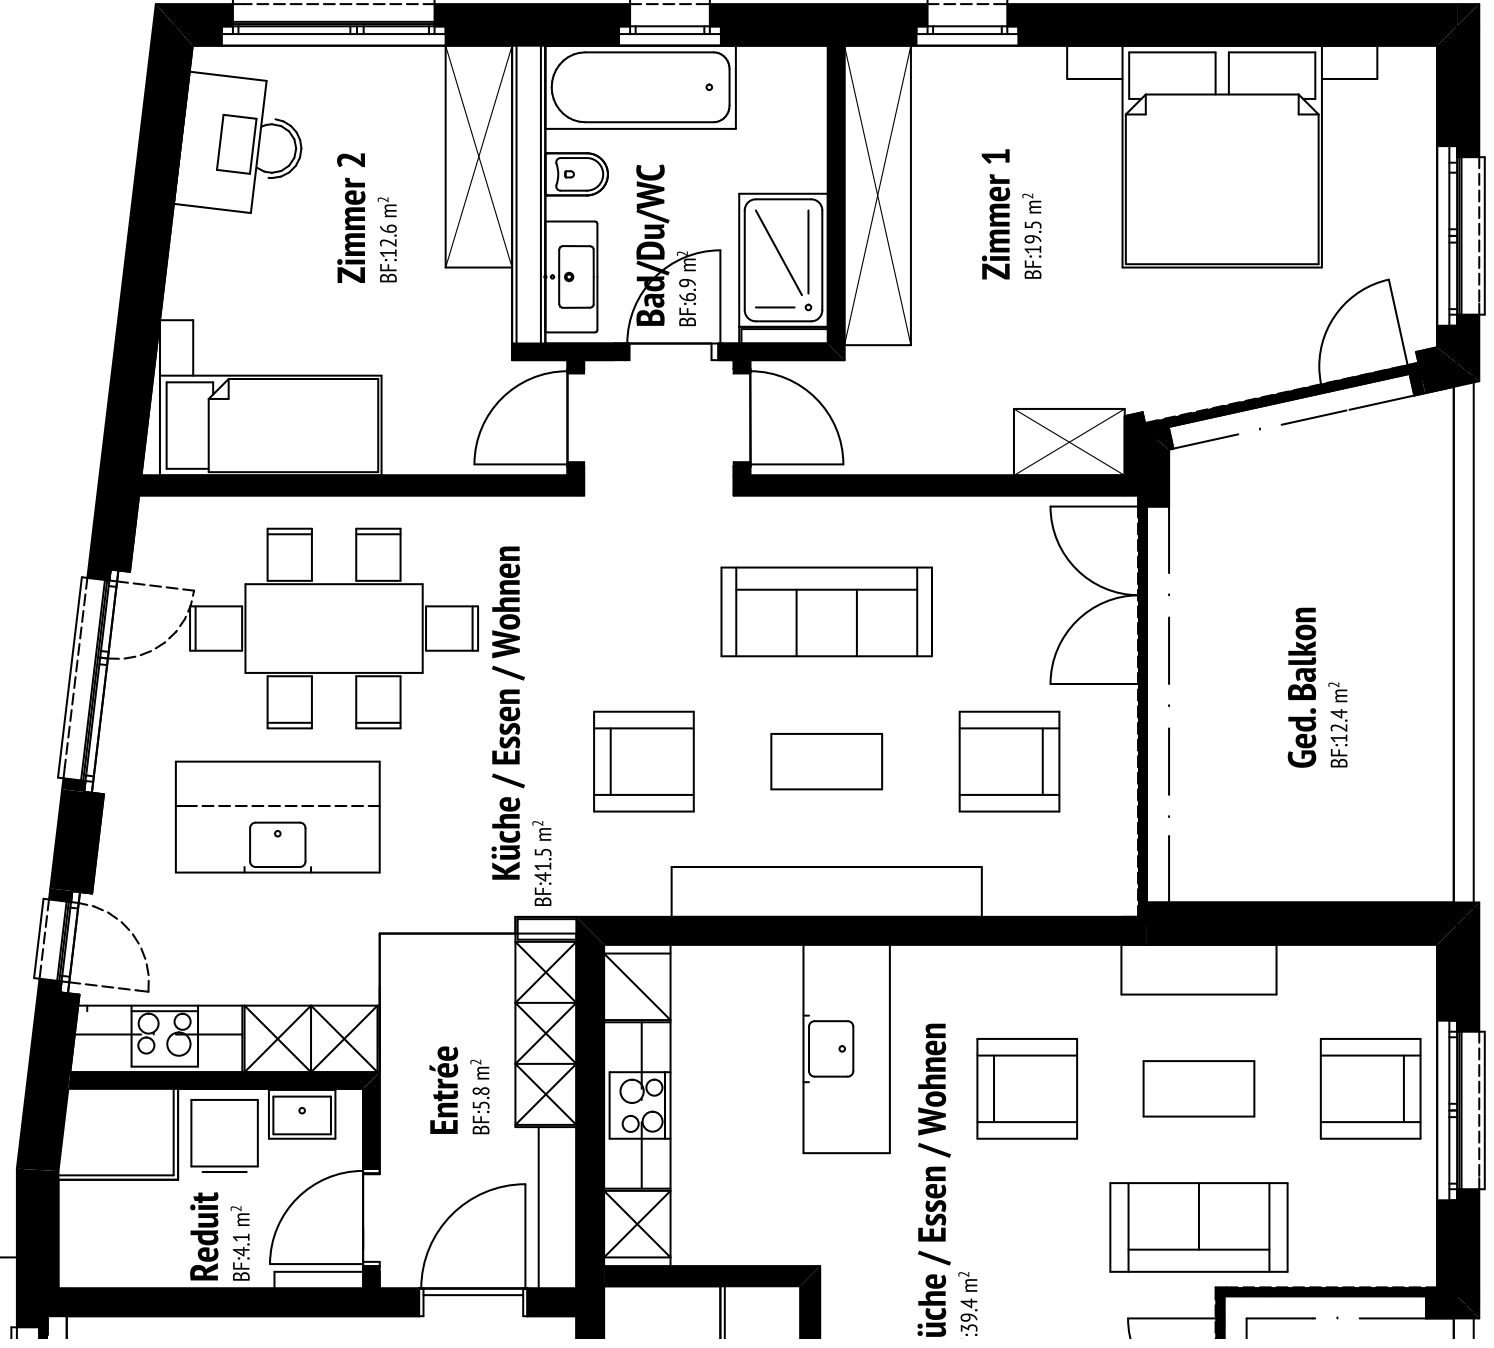 Zimmer 2
BF:12.6 m²
Bad/Du/WC
BF:6.9 m²
Zimmer 1
BF:19.5 m²
Küche / Essen / Wohnen
BF:41.5 m²
Ged. Balkon
BF:12.4 m²
Entrée
BF:5.8 m²
Reduit
BF:4.1 m²
üche / Essen / Wohnen
:39.4 m²